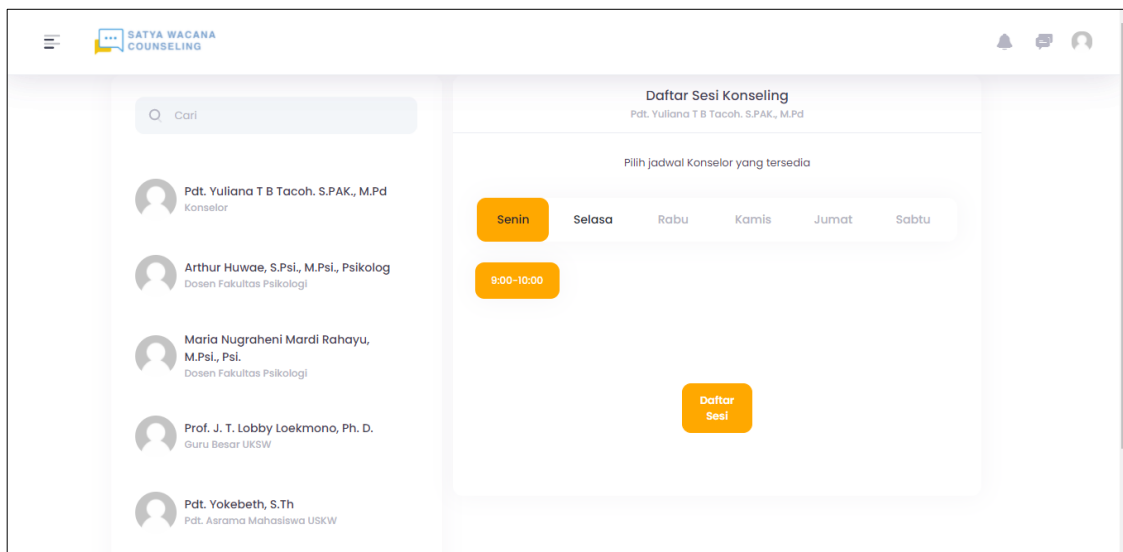 SATYA WACANA
COUNSELING
Cari
Pdt. Yuliana T B Tacoh. S.PAK., M.Pd
Konselor
Arthur Huwae, S.Psi., M.Psi., Psikolog
Dosen Fakultas Psikologi
Maria Nugraheni Mardi Rahayu,
M.Psi., Psi.
Dosen Fakultas Psikologi
Prof. J. T. Lobby Loekmono, Ph. D.
Guru Besar UKSW
Pdt. Yokebeth, S.Th
Pdt. Asrama Mahasiswa USKW
Daftar Sesi Konseling
Pdt. Yuliana T B Tacoh. S.PAK., M.Pd
Pilih jadwal Konselor yang tersedia
Senin Selasa Rabu Kamis Jumat Sabtu
9:00-10:00
Daftar
Sesi